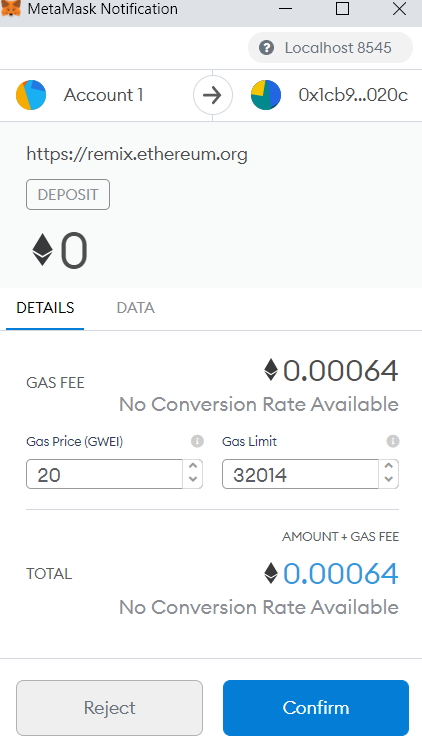 MetaMask Notification
Localhost 8545
Account 1
0x1cb9...020c
https://remix.ethereum.org
DEPOSIT
0
DETAILS DATA
GAS FEE
0.00064
No Conversion Rate Available
Gas Price (GWEI) Gas Limit
20 32014
AMOUNT + GAS FEE
TOTAL
0.00064
No Conversion Rate Available
Reject Confirm